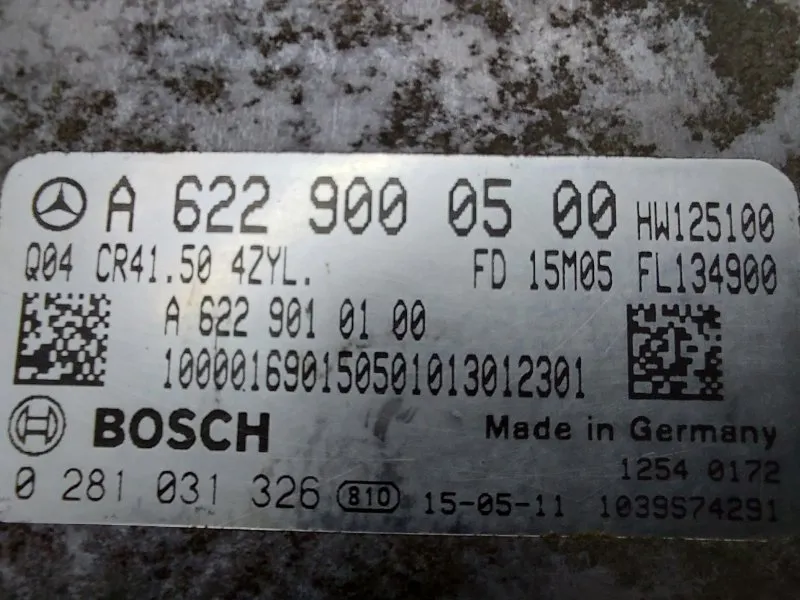 A 622 900 05 00 HW125100
Q04 CR41.50 4ZYL. FD 15M05 FL134900
A 622 901 01 00
100001690150501013012301
BOSCH Made in Germany
1254 0172
0 281 031 326 810 15-05-11 1039S74291